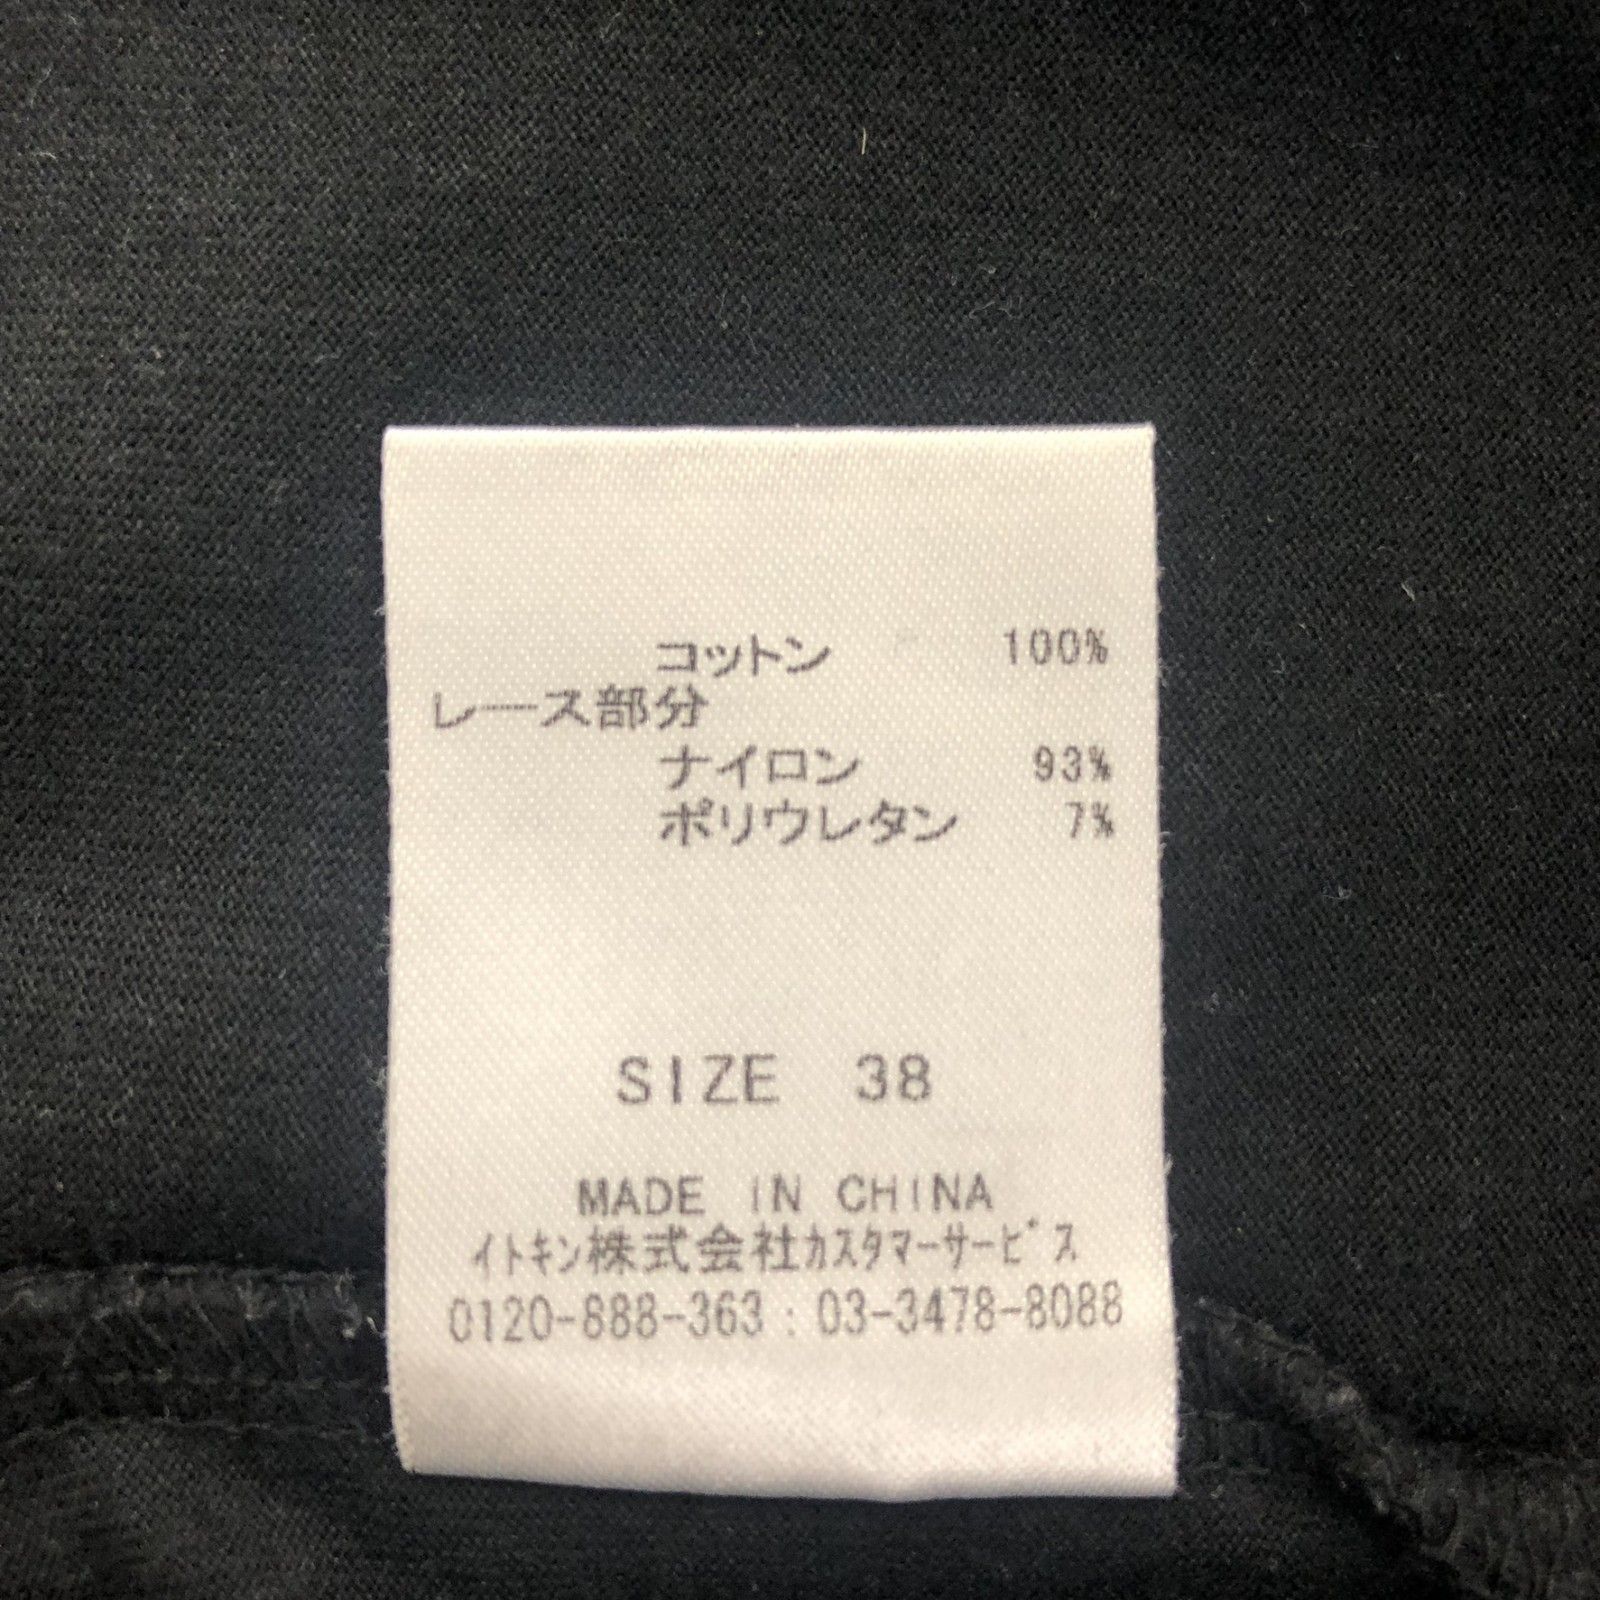 コットン 100%
レース部分
ナイロン 93%
ポリウレタン 7%
SIZE 38
MADE IN CHINA
ｲﾄｷﾝ株式会社ｶｽﾀﾏｰｻｰﾋﾞｽ
0120-888-363:03-3478-8088